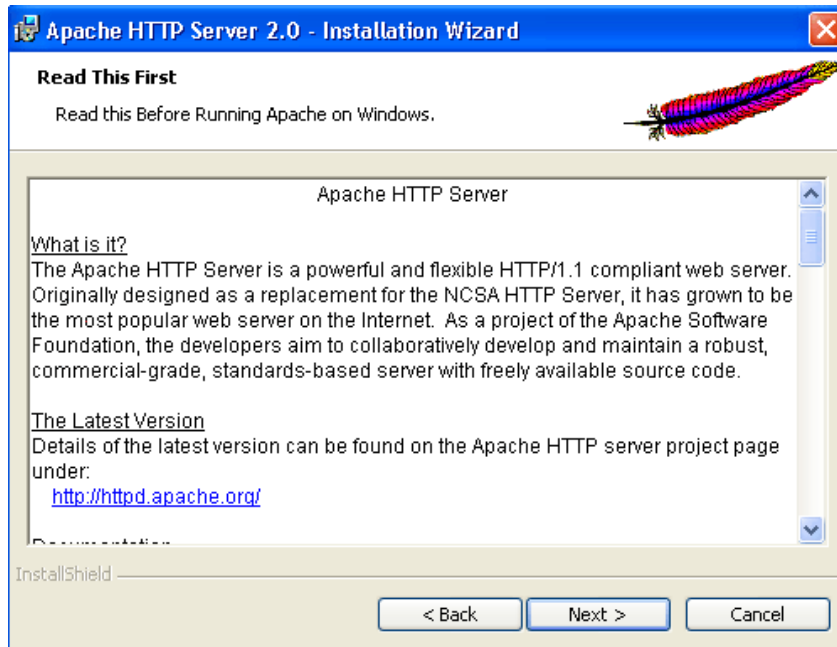 Apache HTTP Server 2.0 - Installation Wizard
Read This First
Read this Before Running Apache on Windows.
Apache HTTP Server
What is it?
The Apache HTTP Server is a powerful and flexible HTTP/1.1 compliant web server.
Originally designed as a replacement for the NCSA HTTP Server, it has grown to be
the most popular web server on the Internet.  As a project of the Apache Software
Foundation, the developers aim to collaboratively develop and maintain a robust,
commercial-grade, standards-based server with freely available source code.
The Latest Version
Details of the latest version can be found on the Apache HTTP server project page
under:
http://httpd.apache.org/
Documentation
InstallShield
< Back
Next >
Cancel